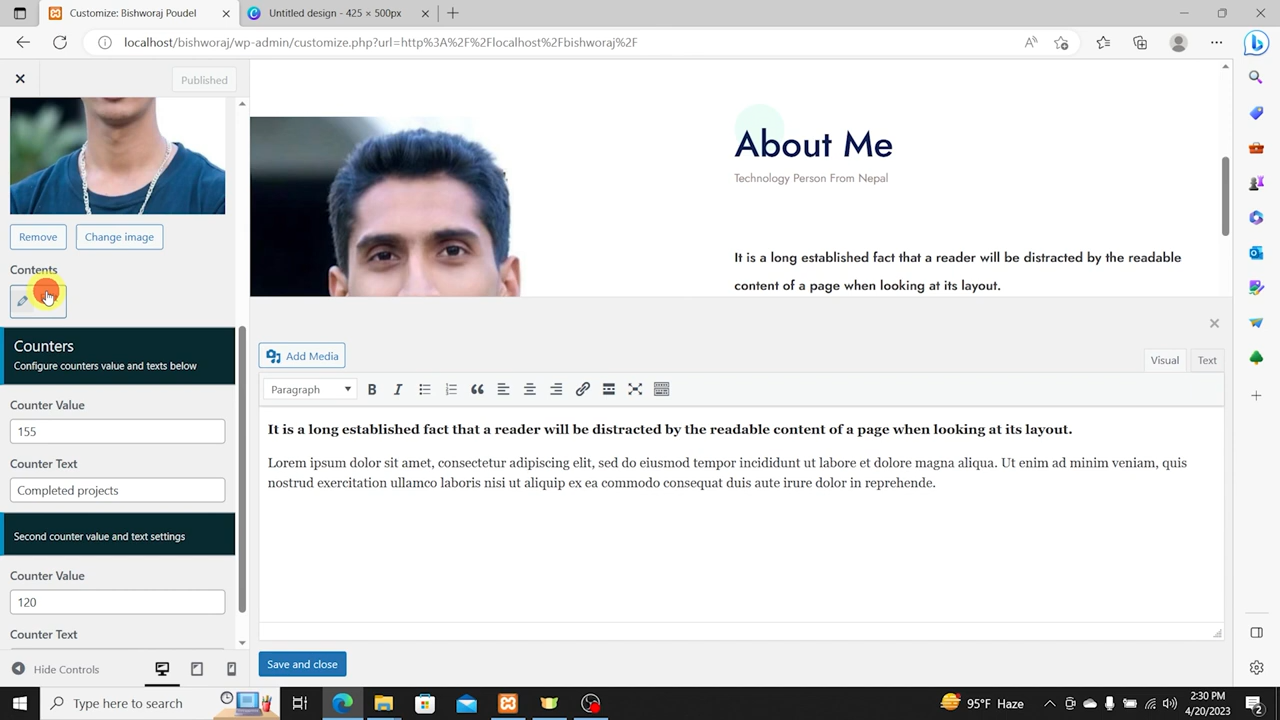 Customize: Bishworaj Poudel
Untitled design - 425 × 500px
localhost/bishworaj/wp-admin/customize.php?url=http%3A%2F%2Flocalhost%2Fbishworaj%2F
Published
About Me
Technology Person From Nepal
It is a long established fact that a reader will be distracted by the readable
content of a page when looking at its layout.
Remove
Change image
Contents
Counters
Configure counters value and texts below
Counter Value
155
Counter Text
Completed projects
Second counter value and text settings
Counter Value
120
Counter Text
Hide Controls
Add Media
Visual
Text
Paragraph
B
I
It is a long established fact that a reader will be distracted by the readable content of a page when looking at its layout.
Lorem ipsum dolor sit amet, consectetur adipiscing elit, sed do eiusmod tempor incididunt ut labore et dolore magna aliqua. Ut enim ad minim veniam, quis
nostrud exercitation ullamco laboris nisi ut aliquip ex ea commodo consequat duis aute irure dolor in reprehende.
Save and close
Type here to search
95°F Haze
2:30 PM
4/20/2023
2